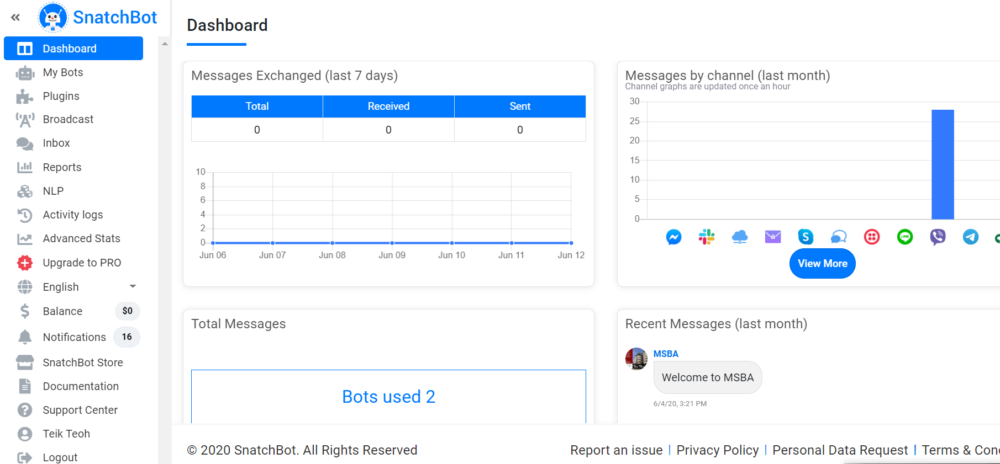 SnatchBot
Dashboard
My Bots
Plugins
Broadcast
Inbox
Reports
NLP
Activity logs
Advanced Stats
Upgrade to PRO
English
Balance $0
Notifications 16
SnatchBot Store
Documentation
Support Center
Teik Teoh
Logout
Dashboard
Messages Exchanged (last 7 days)
Total Received Sent
0 0 0
10
8
6
4
2
0
Jun 06 Jun 07 Jun 08 Jun 09 Jun 10 Jun 11 Jun 12
Messages by channel (last month)
Channel graphs are updated once an hour
30
25
20
15
10
5
0
S LINE
View More
Total Messages
Bots used 2
Recent Messages (last month)
MSBA
Welcome to MSBA
6/4/20, 3:21 PM
© 2020 SnatchBot. All Rights Reserved
Report an issue | Privacy Policy | Personal Data Request | Terms & Con